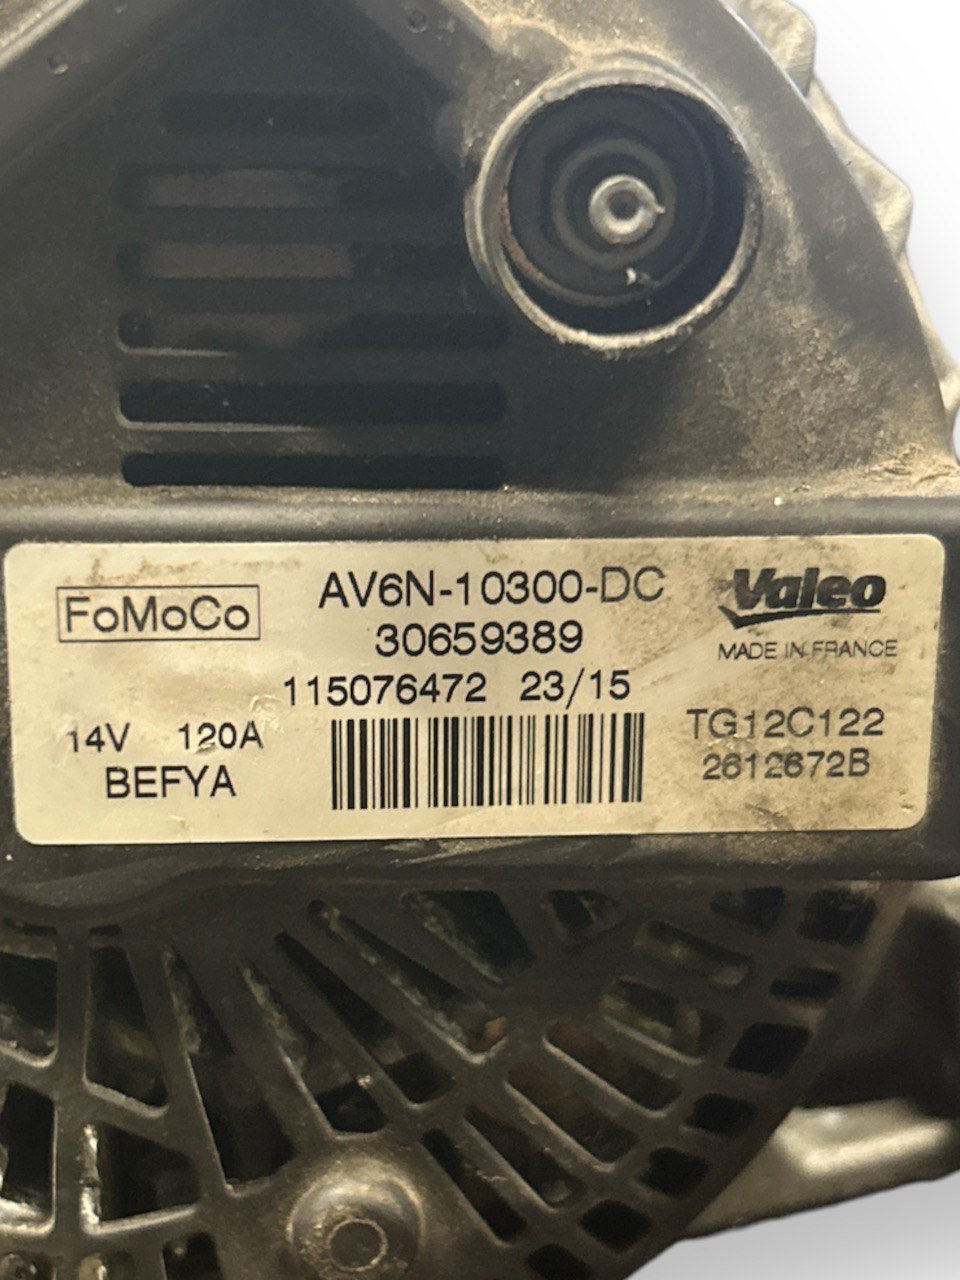 FoMoCo
AV6N-10300-DC
30659389
115076472 23/15
14V 120A
BEFYA
Valeo
MADE IN FRANCE
TG12C122
2612672B